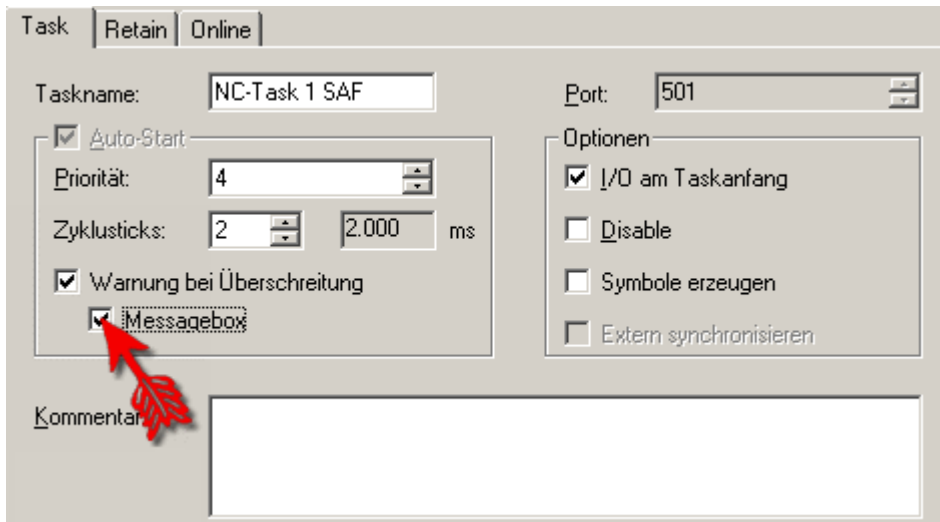 Task Retain Online
Taskname: NC-Task 1 SAF
Port: 501
Auto-Start
Priorität: 4
Zyklusticks: 2 2.000 ms
Warnung bei Überschreitung
Messagebox
Optionen
I/O am Taskanfang
Disable
Symbole erzeugen
Extern synchronisieren
Kommentar